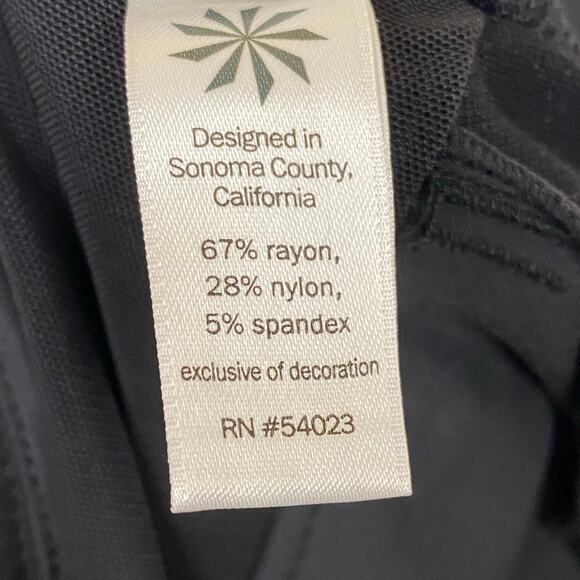 Designed in
Sonoma County,
California
67% rayon,
28% nylon,
5% spandex
exclusive of decoration
RN #54023